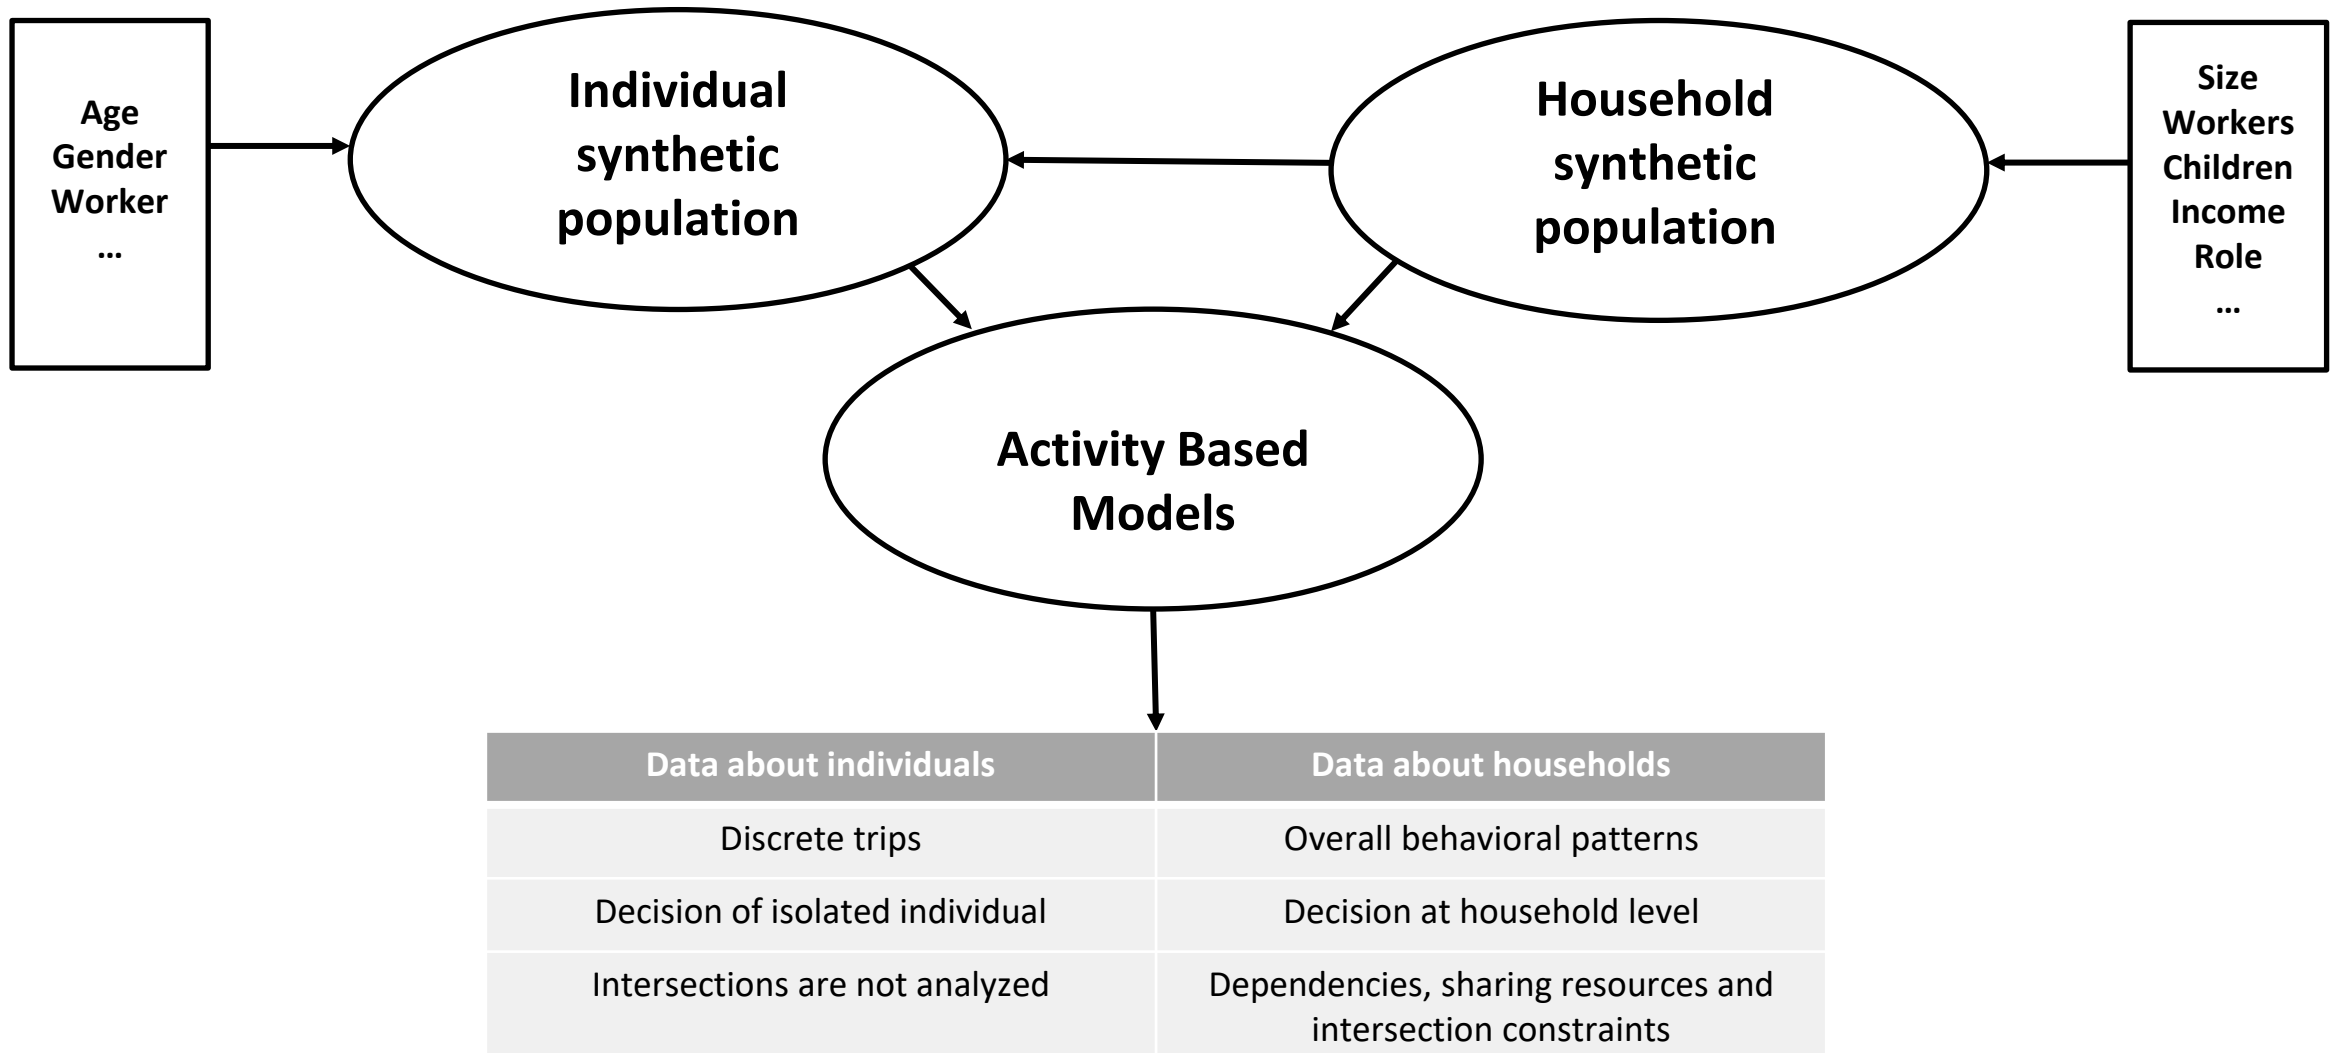 Age
Gender
Worker
...
Individual
synthetic
population
Household
synthetic
population
Size
Workers
Children
Income
Role
...
Activity Based
Models
Data about individuals
Data about households
Discrete trips
Overall behavioral patterns
Decision of isolated individual
Decision at household level
Intersections are not analyzed
Dependencies, sharing resources and
intersection constraints